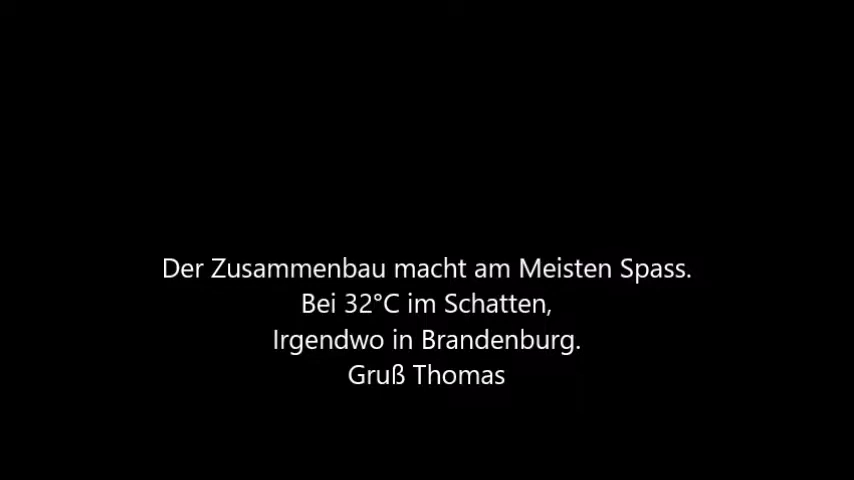 Der Zusammenbau macht am Meisten Spass.
Bei 32°C im Schatten,
Irgendwo in Brandenburg.
Gruß Thomas